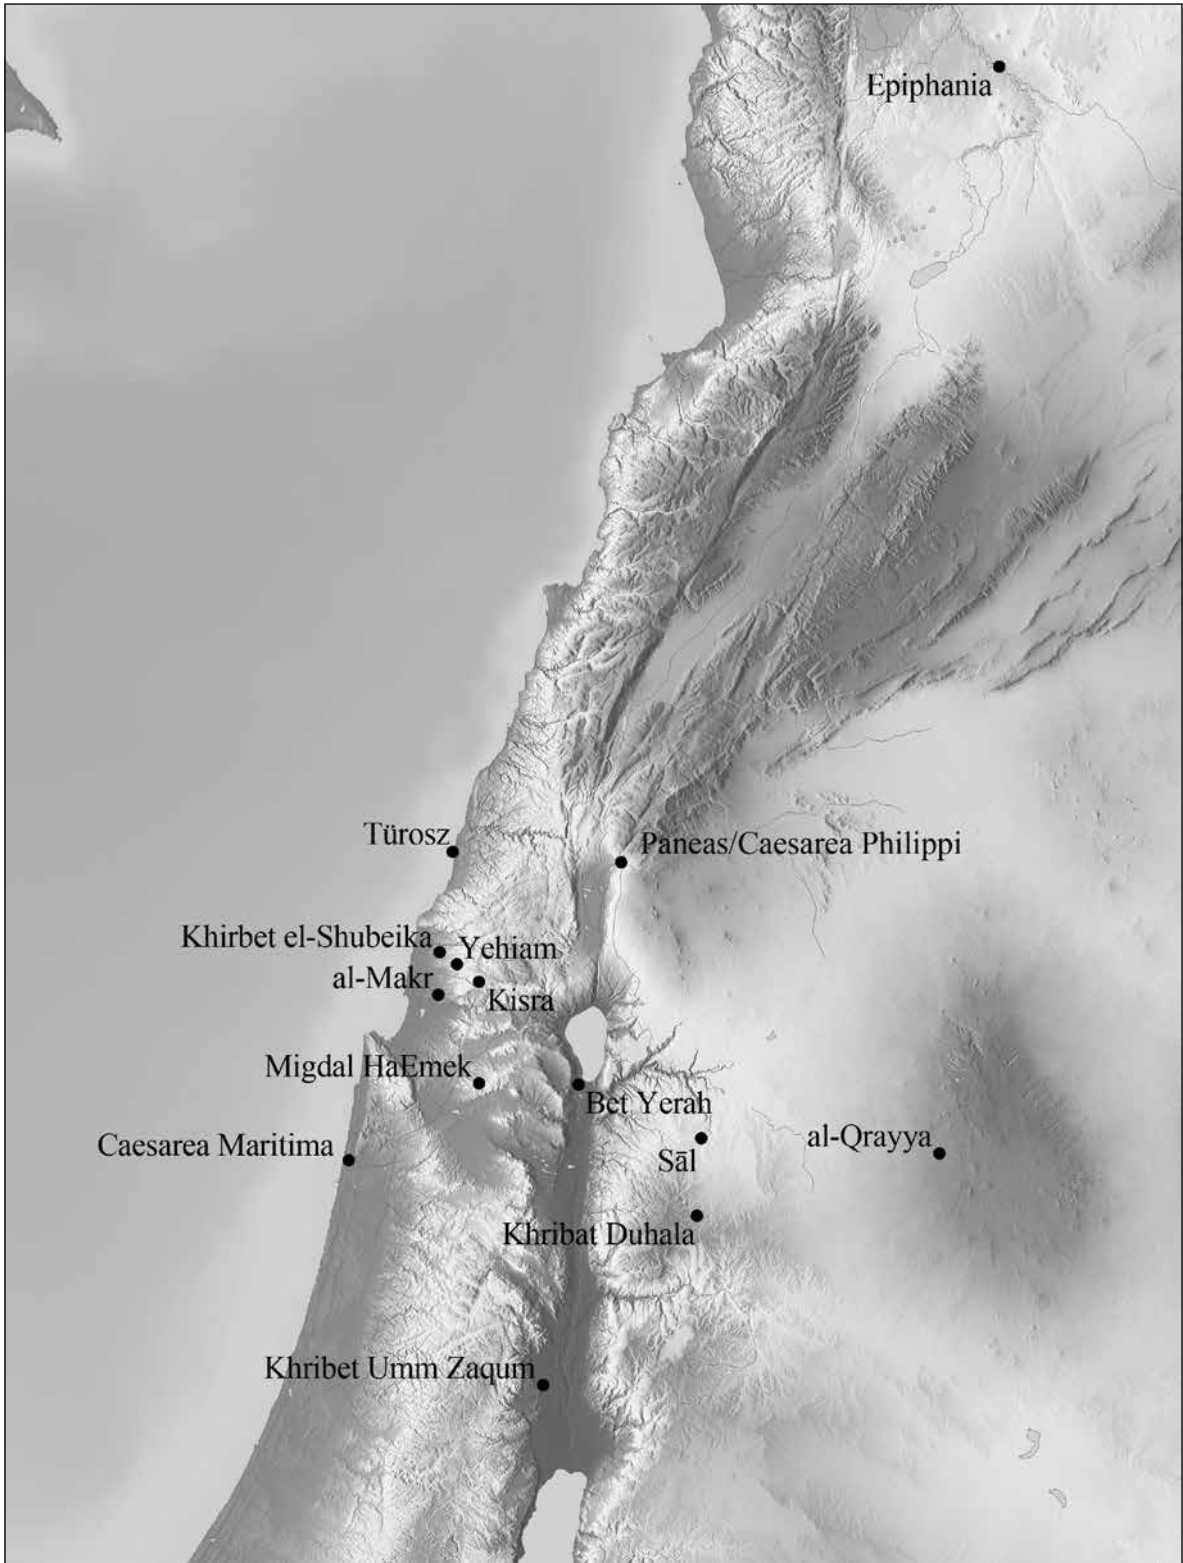 Epiphania
Türosz
Paneas/Caesarea Philippi
Khirbet el-Shubeika
Yehiam
al-Makr
Kisra
Migdal HaEmek
Bet Yerah
Caesarea Maritima
al-Qrayya
Sāl
Khribat Duhala
Khribet Umm Zaqum